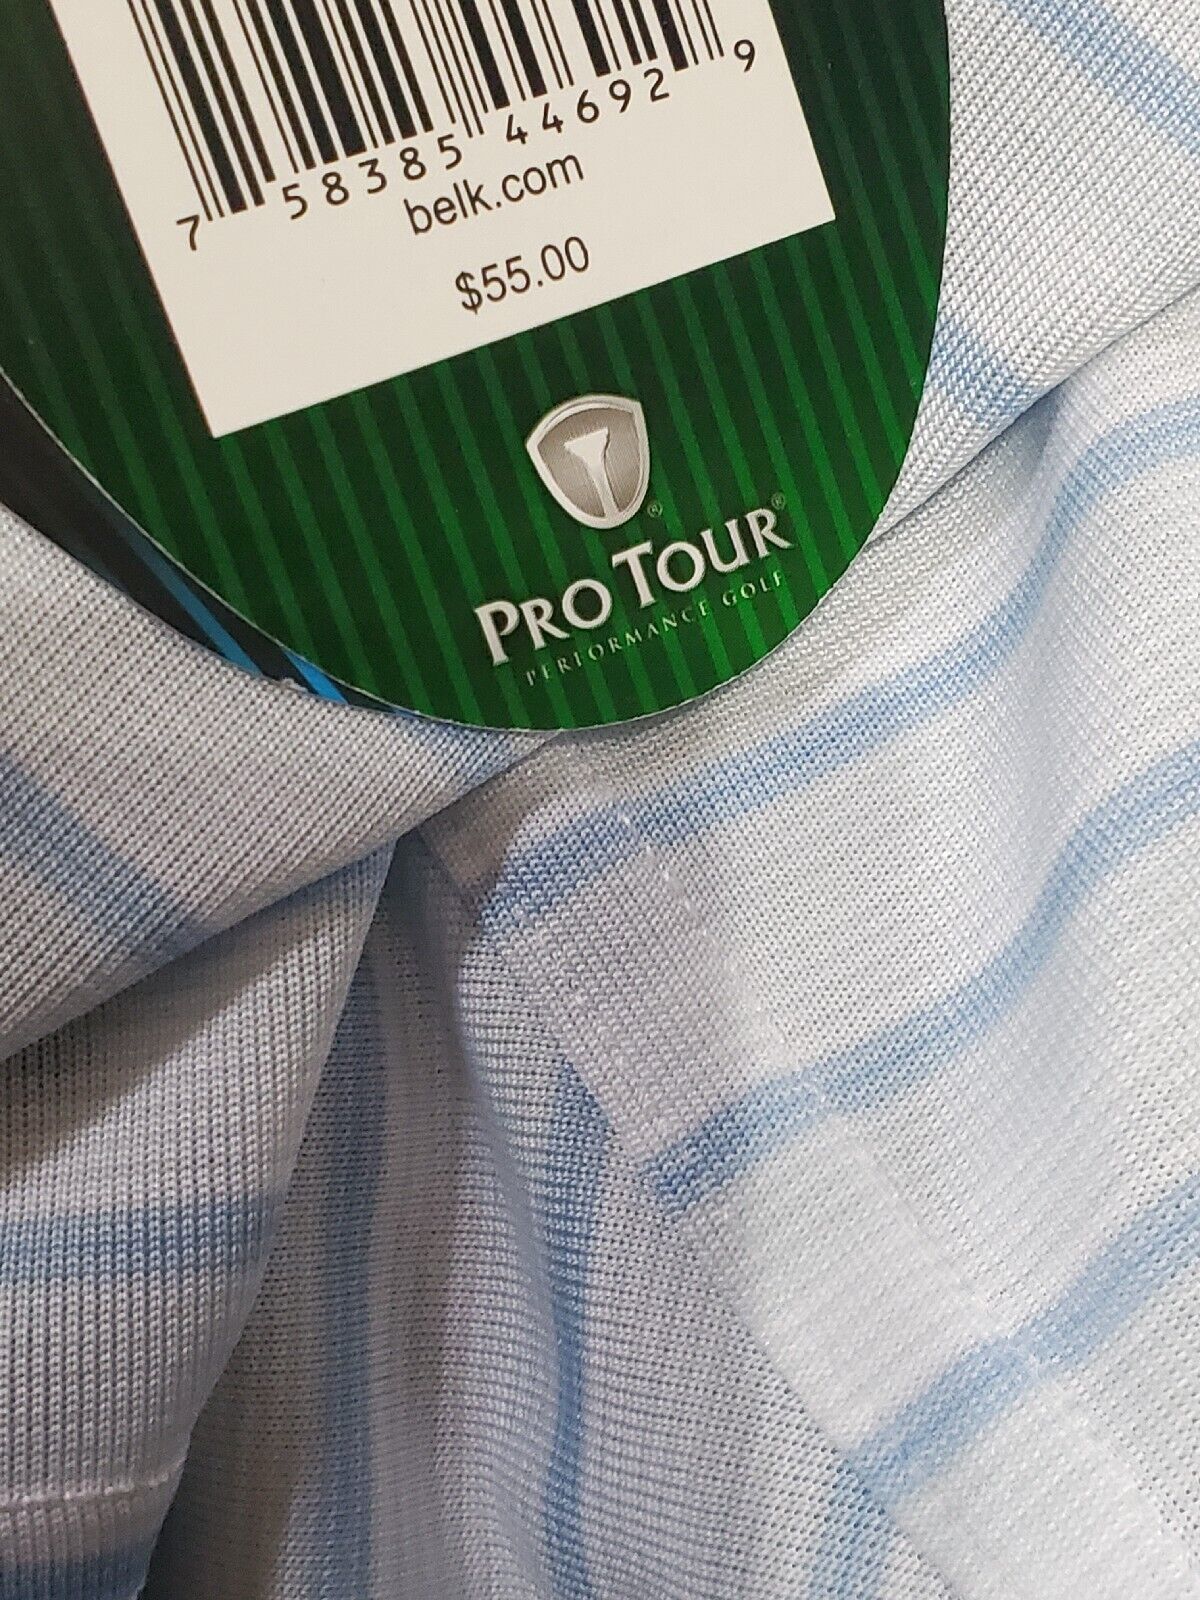 7 58385 44692 9
belk.com
$55.00
®
PRO TOUR®
PERFORMANCE GOLF